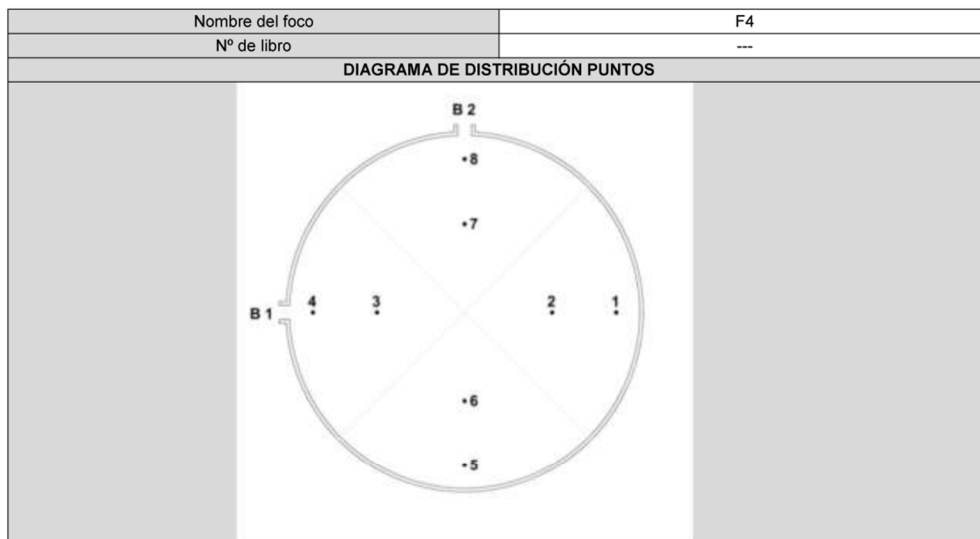 Nombre del foco F4
Nº de libro ---
DIAGRAMA DE DISTRIBUCIÓN PUNTOS
B 2
8
7
4 3 2 1
B 1
6
5